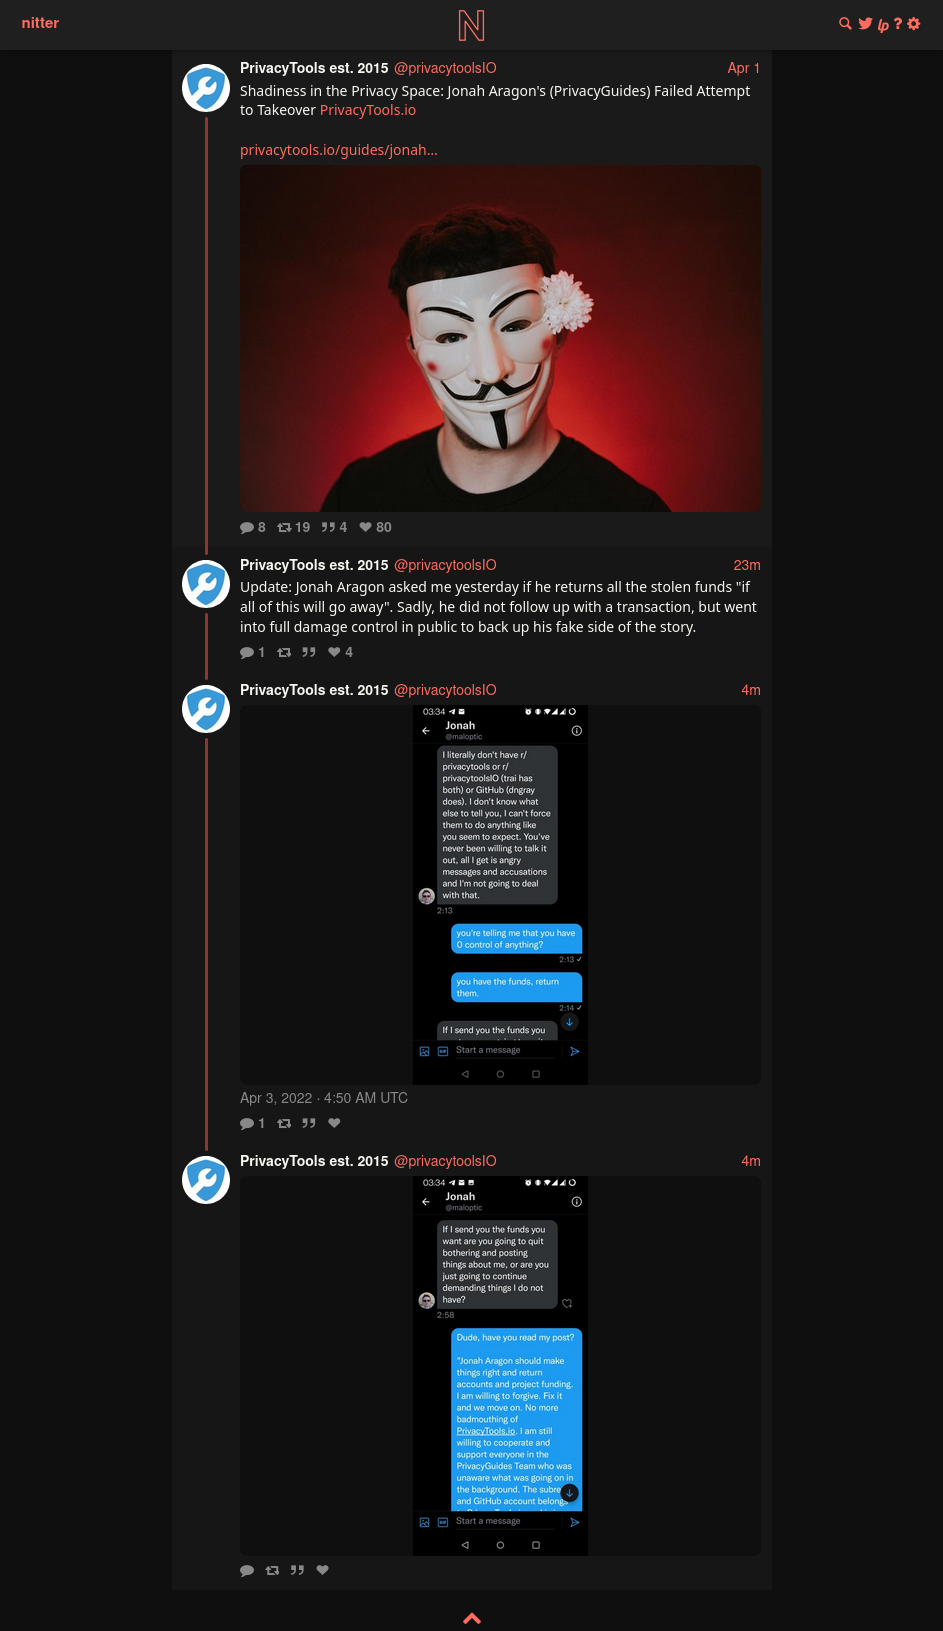 nitter
N
lp ?
PrivacyTools est. 2015 @privacytoolsIO Apr 1
Shadiness in the Privacy Space: Jonah Aragon's (PrivacyGuides) Failed Attempt
to Takeover PrivacyTools.io
privacytools.io/guides/jonah…
8 19 4 80
PrivacyTools est. 2015 @privacytoolsIO 23m
Update: Jonah Aragon asked me yesterday if he returns all the stolen funds "if
all of this will go away". Sadly, he did not follow up with a transaction, but went
into full damage control in public to back up his fake side of the story.
1 4
PrivacyTools est. 2015 @privacytoolsIO 4m
03:34
Jonah
@maloptic
I literally don't have r/
privacytools or r/
privacytoolsIO (trai has
both) or GitHub (dngray
does). I don't know what
else to tell you, I can't force
them to do anything like
you seem to expect. You've
never been willing to talk it
out, all I get is angry
messages and accusations
and I'm not going to deal
with that.
2:13
you're telling me that you have
0 control of anything?
2:13 ✓
you have the funds, return
them.
2:14 ✓
If I send you the funds you
GIF Start a message
Apr 3, 2022 · 4:50 AM UTC
1
PrivacyTools est. 2015 @privacytoolsIO 4m
03:34
Jonah
@maloptic
If I send you the funds you
want are you going to quit
bothering and posting
things about me, or are you
just going to continue
demanding things I do not
have?
2:58
Dude, have you read my post?
"Jonah Aragon should make
things right and return
accounts and project funding.
I am willing to forgive. Fix it
and we move on. No more
badmouthing of
PrivacyTools.io. I am still
willing to cooperate and
support everyone in the
PrivacyGuides Team who was
unaware what was going on in
the background. The subre
and GitHub account belongs
GIF Start a message